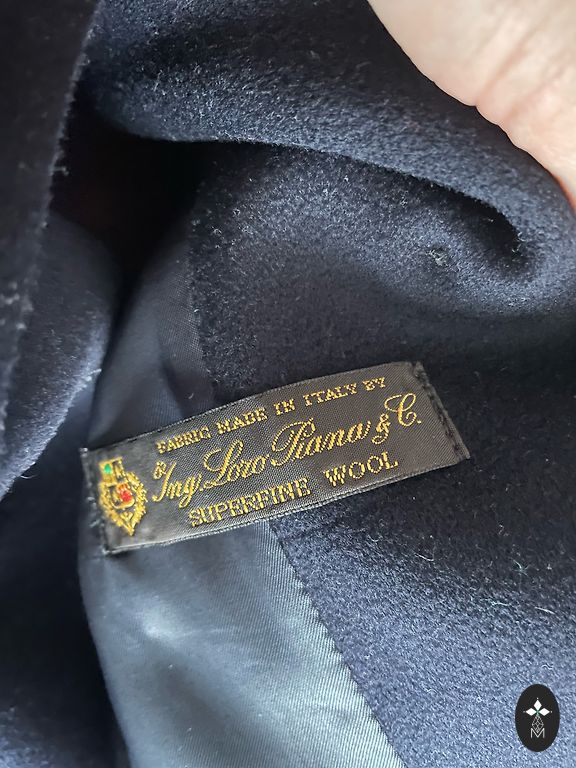 FABRIC MADE IN ITALY BY
Ing. Loro Piana & C.
SUPERFINE WOOL
M